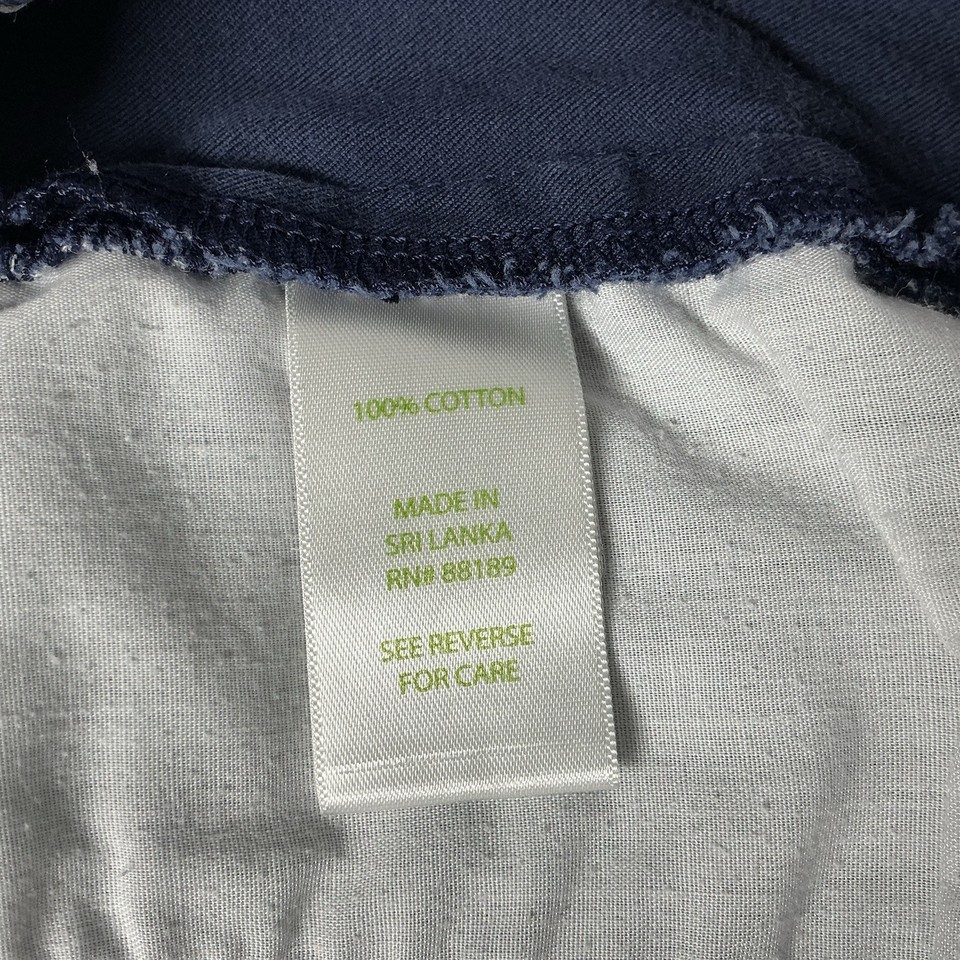 100% COTTON
MADE IN
SRI LANKA
RN# 88189
SEE REVERSE
FOR CARE